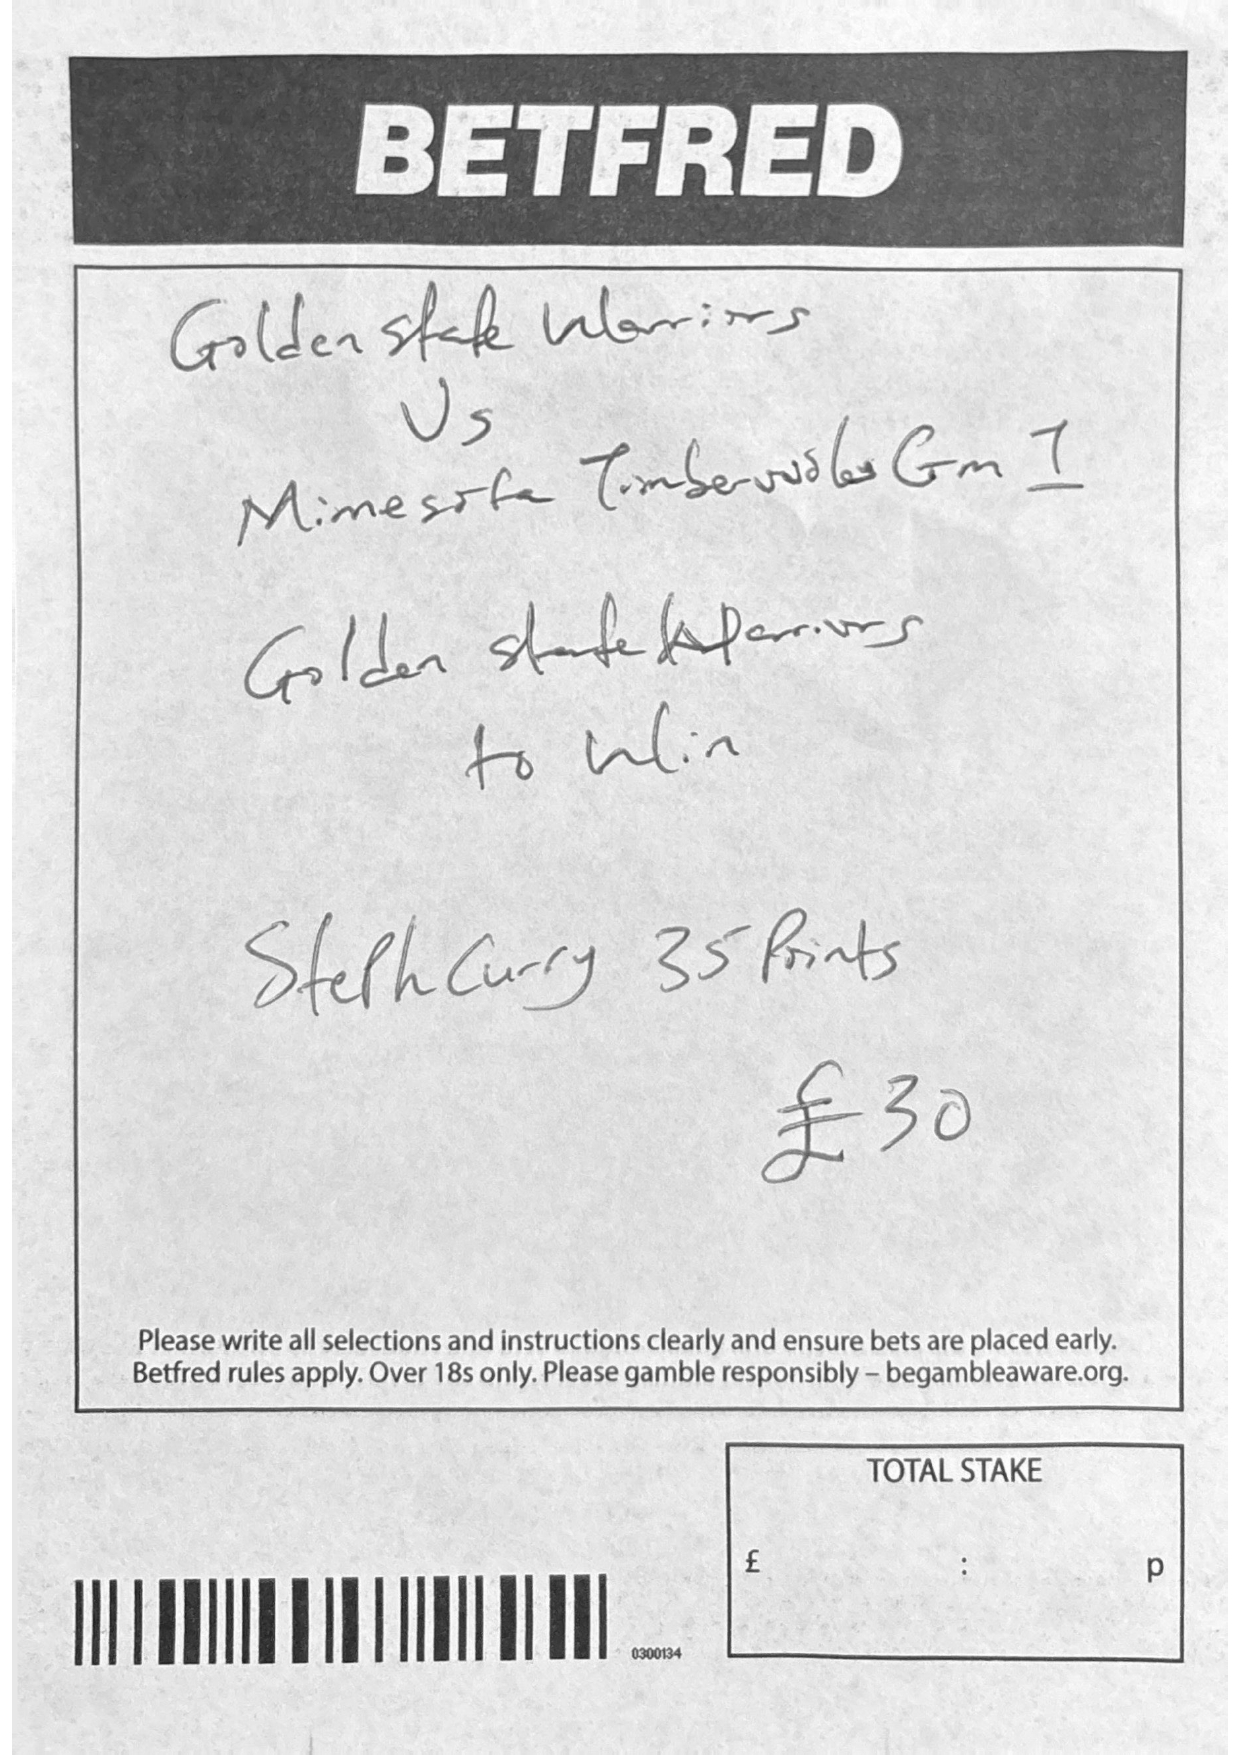 BETFRED
Golden state Warriors
Vs
Minnesota Timberwolves Gm 1
Golden state Warriors
to Win
Steph Curry 35 Points
£30
Please write all selections and instructions clearly and ensure bets are placed early.
Betfred rules apply. Over 18s only. Please gamble responsibly – begambleaware.org.
TOTAL STAKE
£ : p
0300134